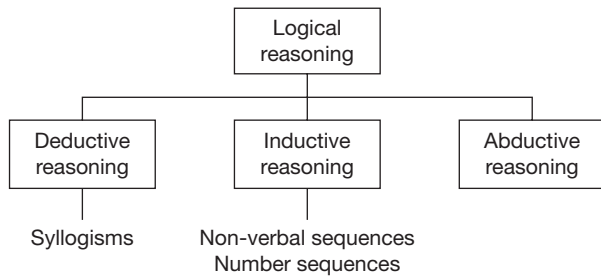 Logical
reasoning
Deductive
reasoning
Inductive
reasoning
Abductive
reasoning
Syllogisms
Non-verbal sequences
Number sequences